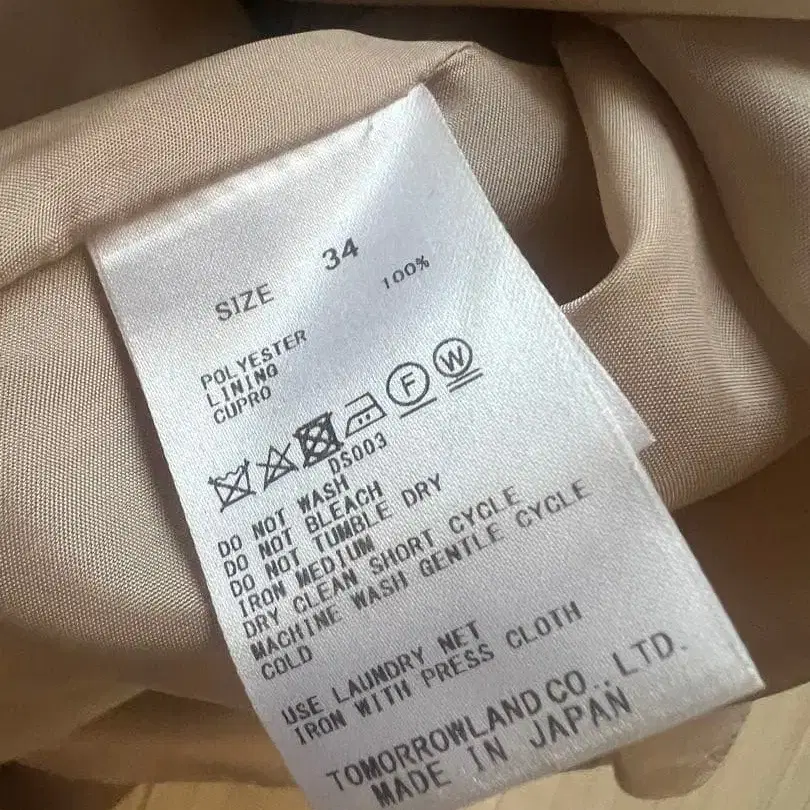 SIZE 34
POLYESTER 100%
LINING
CUPRO
F W
DS003
DO NOT WASH
DO NOT BLEACH
DO NOT TUMBLE DRY
IRON MEDIUM
DRY CLEAN SHORT CYCLE
MACHINE WASH GENTLE CYCLE
COLD
USE LAUNDRY NET
IRON WITH PRESS CLOTH
TOMORROWLAND CO.,LTD.
MADE IN JAPAN